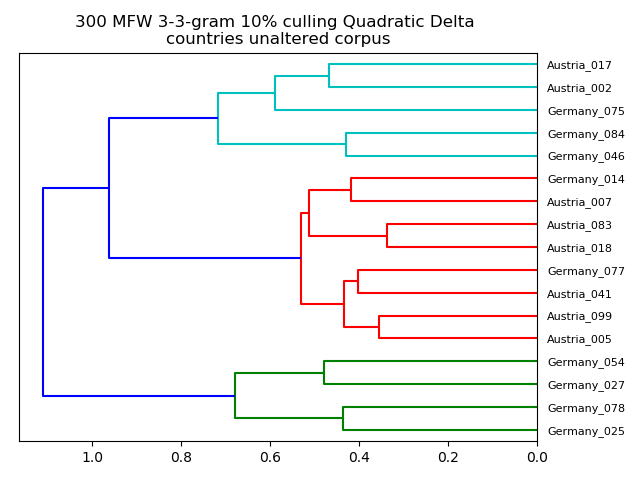 300 MFW 3-3-gram 10% culling Quadratic Delta
countries unaltered corpus
Austria_017
Austria_002
Germany_075
Germany_084
Germany_046
Germany_014
Austria_007
Austria_083
Austria_018
Germany_077
Austria_041
Austria_099
Austria_005
Germany_054
Germany_027
Germany_078
Germany_025
1.0 0.8 0.6 0.4 0.2 0.0